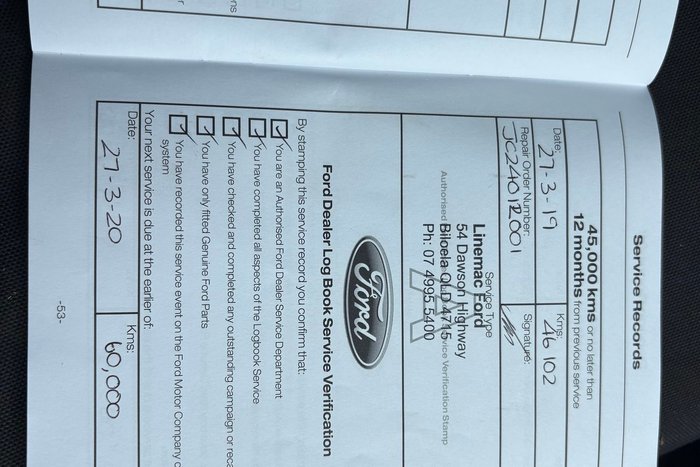 Service Records
45,000 kms or no later than
12 months from previous service
Date:
27-3-19
Kms:
46 102
Repair Order Number:
JC24012001
Signature:
Service Type
Linemac Ford
54 Dawson Highway
Biloela QLD 4715
Ph: 07 4995 5400
Authorised
Service Verification Stamp
Ford
Ford Dealer Log Book Service Verification
By stamping this service record you confirm that:
You are an Authorised Ford Dealer Service Department
You have completed all aspects of the Logbook Service
You have checked and completed any outstanding campaign or reca
You have only fitted Genuine Ford Parts
You have recorded this service event on the Ford Motor Company
system
Your next service is due at the earlier of:
Date:
27-3-20
Kms:
60,000
-53-